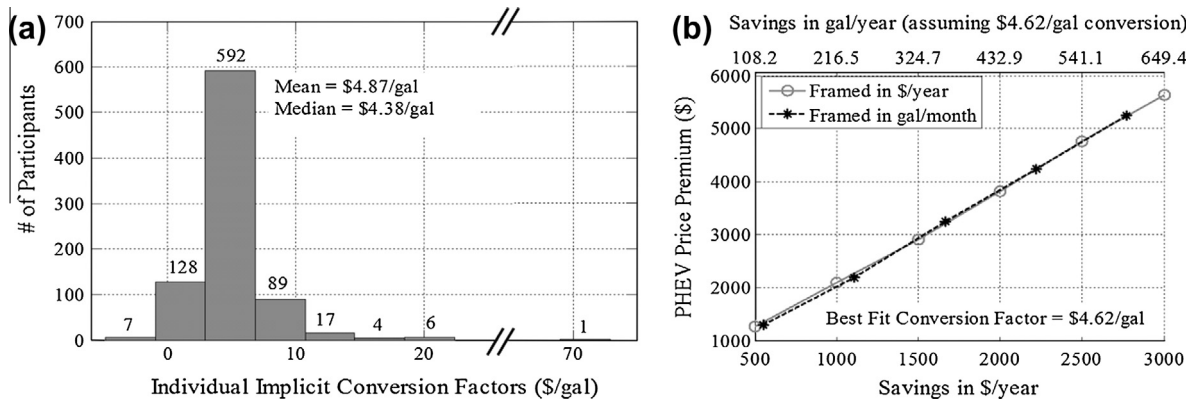 (a)
700
600
500
400
300
200
100
0
# of Participants
7
128
592
89
17
4
6
1
Mean = $4.87/gal
Median = $4.38/gal
0 10 20 70
Individual Implicit Conversion Factors ($/gal)
(b)
Savings in gal/year (assuming $4.62/gal conversion)
108.2 216.5 324.7 432.9 541.1 649.4
6000
5000
4000
3000
2000
1000
PHEV Price Premium ($)
Framed in $/year
Framed in gal/month
Best Fit Conversion Factor = $4.62/gal
500 1000 1500 2000 2500 3000
Savings in $/year